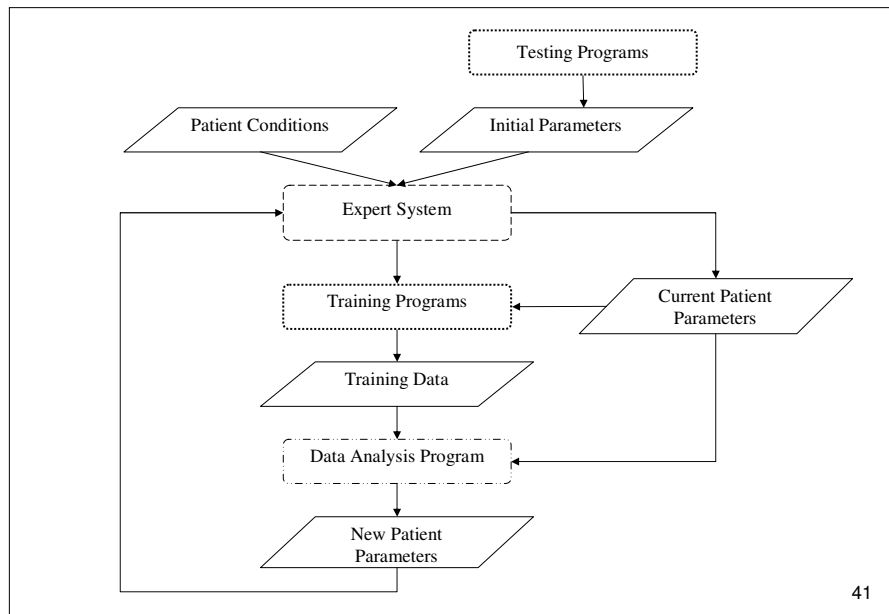 Testing Programs
Patient Conditions
Initial Parameters
Expert System
Training Programs
Current Patient
Parameters
Training Data
Data Analysis Program
New Patient
Parameters
41